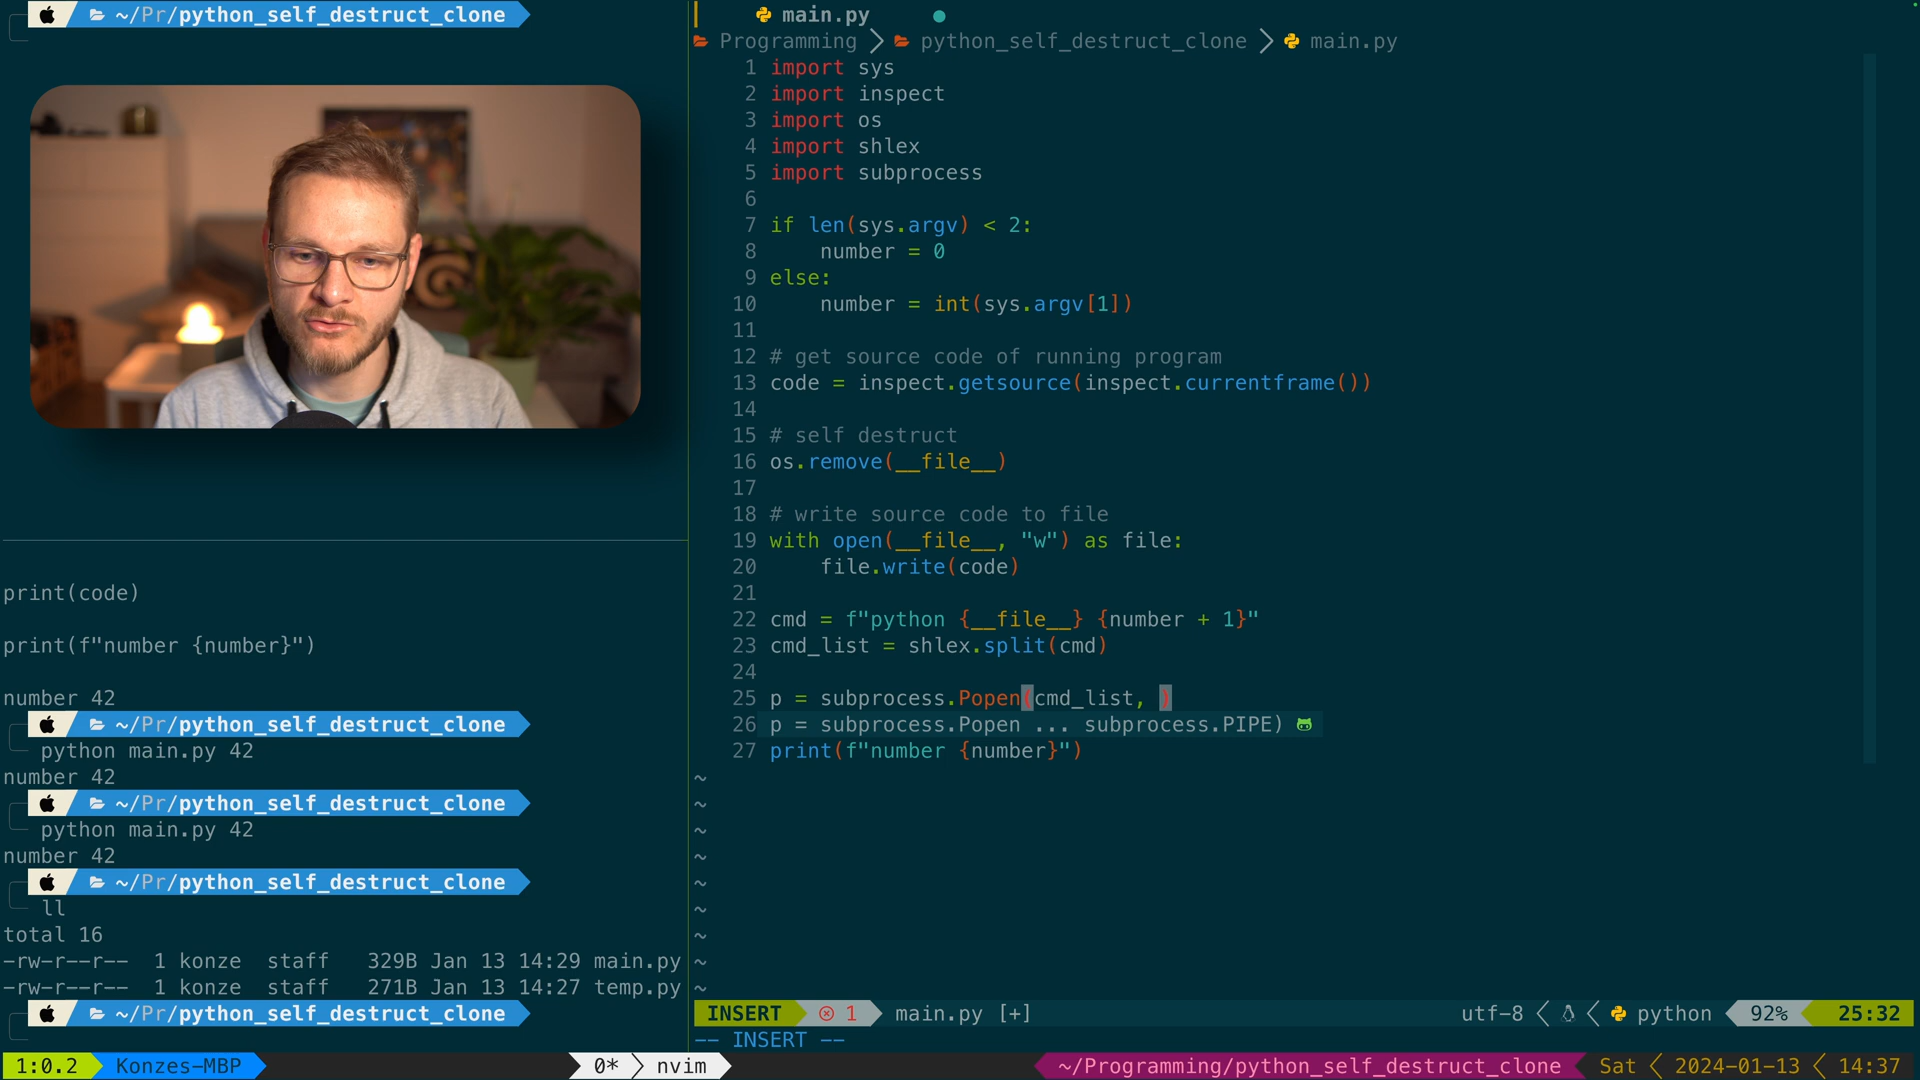 ~/Pr/python_self_destruct_clone
print(code)
print(f"number {number}")
number 42
~/Pr/python_self_destruct_clone
python main.py 42
number 42
~/Pr/python_self_destruct_clone
python main.py 42
number 42
~/Pr/python_self_destruct_clone
ll
total 16
-rw-r--r--  1 konze  staff   329B Jan 13 14:29 main.py
-rw-r--r--  1 konze  staff   271B Jan 13 14:27 temp.py
~/Pr/python_self_destruct_clone
main.py
Programming > python_self_destruct_clone > main.py
1 import sys
2 import inspect
3 import os
4 import shlex
5 import subprocess
6
7 if len(sys.argv) < 2:
8     number = 0
9 else:
10     number = int(sys.argv[1])
11
12 # get source code of running program
13 code = inspect.getsource(inspect.currentframe())
14
15 # self destruct
16 os.remove(__file__)
17
18 # write source code to file
19 with open(__file__, "w") as file:
20     file.write(code)
21
22 cmd = f"python {__file__} {number + 1}"
23 cmd_list = shlex.split(cmd)
24
25 p = subprocess.Popen(cmd_list, )
26 p = subprocess.Popen ... subprocess.PIPE)
27 print(f"number {number}")
~
~
~
~
~
~
~
~
~
INSERT 1 main.py [+] utf-8 < < python 92% 25:32
-- INSERT --
1:0.2 Konzes-MBP 0* > nvim ~/Programming/python_self_destruct_clone Sat < 2024-01-13 < 14:37